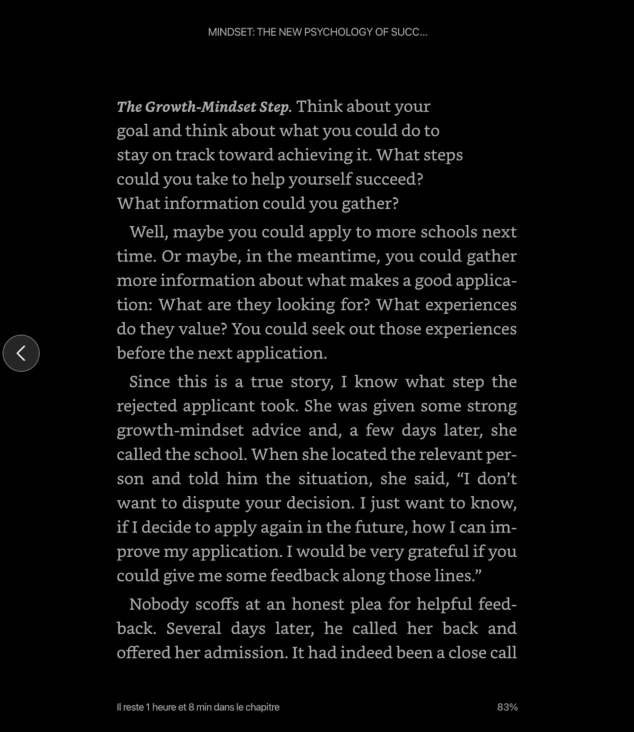 MINDSET: THE NEW PSYCHOLOGY OF SUCC...
The Growth-Mindset Step. Think about your
goal and think about what you could do to
stay on track toward achieving it. What steps
could you take to help yourself succeed?
What information could you gather?
Well, maybe you could apply to more schools next
time. Or maybe, in the meantime, you could gather
more information about what makes a good applica-
tion: What are they looking for? What experiences
do they value? You could seek out those experiences
before the next application.
Since this is a true story, I know what step the
rejected applicant took. She was given some strong
growth-mindset advice and, a few days later, she
called the school. When she located the relevant per-
son and told him the situation, she said, “I don’t
want to dispute your decision. I just want to know,
if I decide to apply again in the future, how I can im-
prove my application. I would be very grateful if you
could give me some feedback along those lines.”
Nobody scoffs at an honest plea for helpful feed-
back. Several days later, he called her back and
offered her admission. It had indeed been a close call
Il reste 1 heure et 8 min dans le chapitre
83%